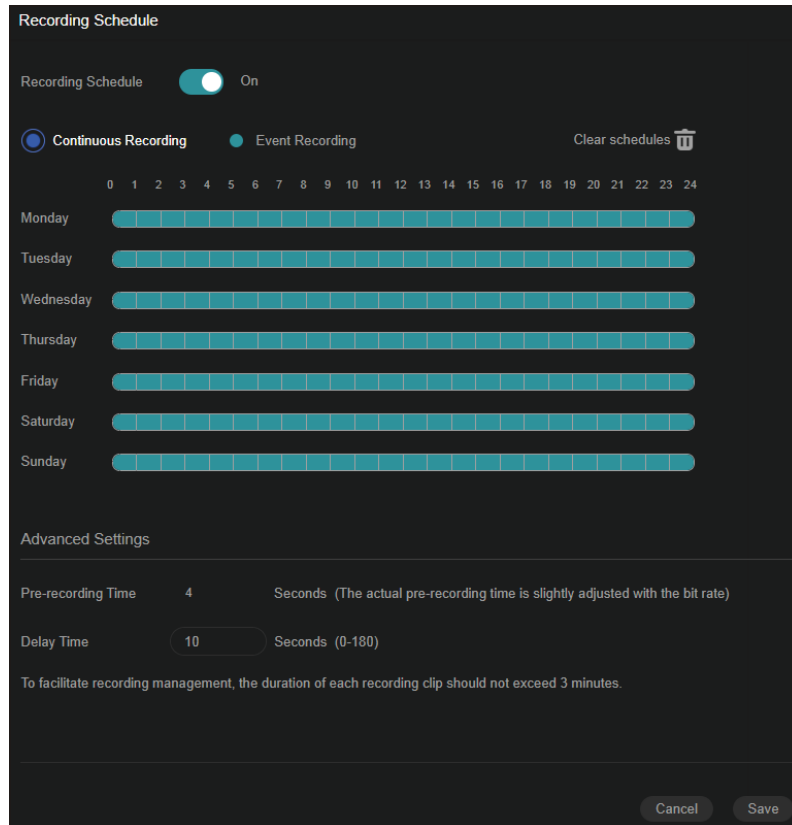 Recording Schedule
Recording Schedule On
Continuous Recording Event Recording Clear schedules
0 1 2 3 4 5 6 7 8 9 10 11 12 13 14 15 16 17 18 19 20 21 22 23 24
Monday
Tuesday
Wednesday
Thursday
Friday
Saturday
Sunday
Advanced Settings
Pre-recording Time 4 Seconds (The actual pre-recording time is slightly adjusted with the bit rate)
Delay Time 10 Seconds (0-180)
To facilitate recording management, the duration of each recording clip should not exceed 3 minutes.
Cancel Save